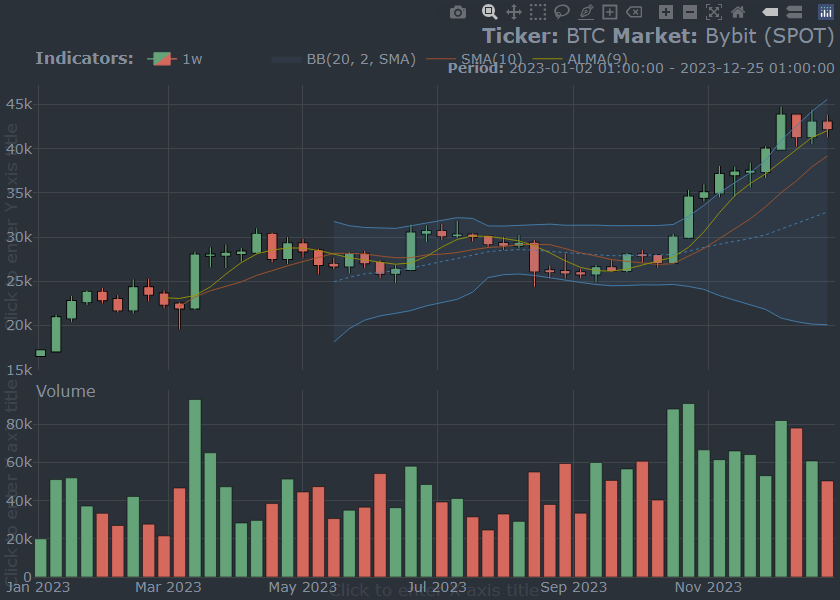 Ticker: BTC Market: Bybit (SPOT)
Indicators: 1w BB(20, 2, SMA) SMA(10) ALMA(9)
Period: 2023-01-02 01:00:00 - 2023-12-25 01:00:00
45k
40k
35k
30k
25k
20k
15k
Click to enter Y axis title
Volume
80k
60k
40k
20k
0
Click to enter Y axis title
Jan 2023 Mar 2023 May 2023 Jul 2023 Sep 2023 Nov 2023
Click to enter X axis title